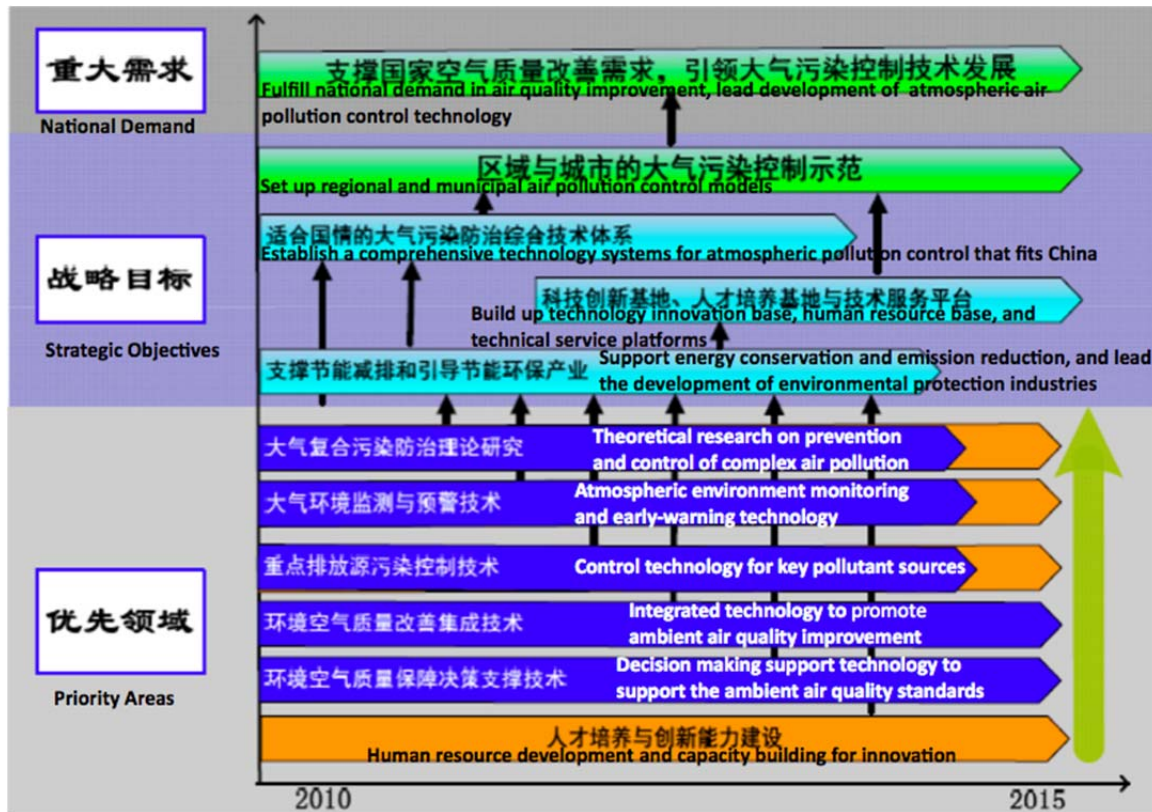 重大需求
National Demand
支撑国家空气质量改善需求，引领大气污染控制技术发展
Fulfill national demand in air quality improvement, lead development of atmospheric air
pollution control technology
区域与城市的大气污染控制示范
Set up regional and municipal air pollution control models
战略目标
Strategic Objectives
适合国情的大气污染防治综合技术体系
Establish a comprehensive technology systems for atmospheric pollution control that fits China
科技创新基地、人才培养基地与技术服务平台
Build up technology innovation base, human resource base, and
technical service platforms
支撑节能减排和引导节能环保产业
Support energy conservation and emission reduction, and lead
the development of environmental protection industries
优先领域
Priority Areas
大气复合污染防治理论研究
Theoretical research on prevention
and control of complex air pollution
大气环境监测与预警技术
Atmospheric environment monitoring
and early-warning technology
重点排放源污染控制技术
Control technology for key pollutant sources
环境空气质量改善集成技术
Integrated technology to promote
ambient air quality improvement
环境空气质量保障决策支撑技术
Decision making support technology to
support the ambient air quality standards
人才培养与创新能力建设
Human resource development and capacity building for innovation
2010
2015